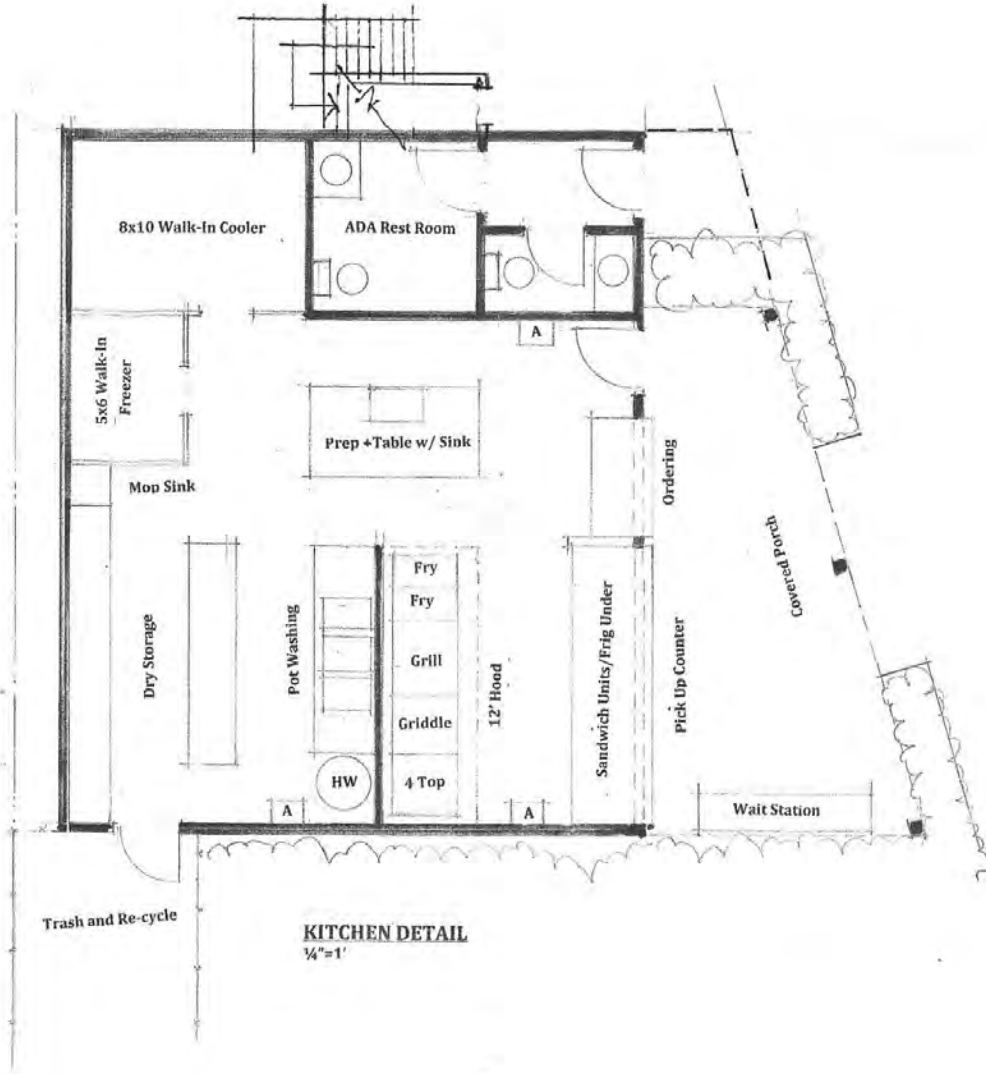 8x10 Walk-In Cooler
ADA Rest Room
5x6 Walk-In
Freezer
A
Prep +Table w/ Sink
Ordering
Mop Sink
Covered Porch
Fry
Fry
Grill
Griddle
4 Top
12' Hood
Dry Storage
Pot Washing
HW
Sandwich Units/Frig Under
Pick Up Counter
A
A
Wait Station
Trash and Re-cycle
KITCHEN DETAIL
¼"=1'